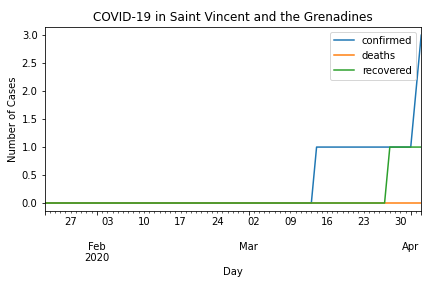 COVID-19 in Saint Vincent and the Grenadines
confirmed
deaths
recovered
Number of Cases
3.0
2.5
2.0
1.5
1.0
0.5
0.0
27 03 10 17 24 02 09 16 23 30
Feb Mar Apr
2020
Day